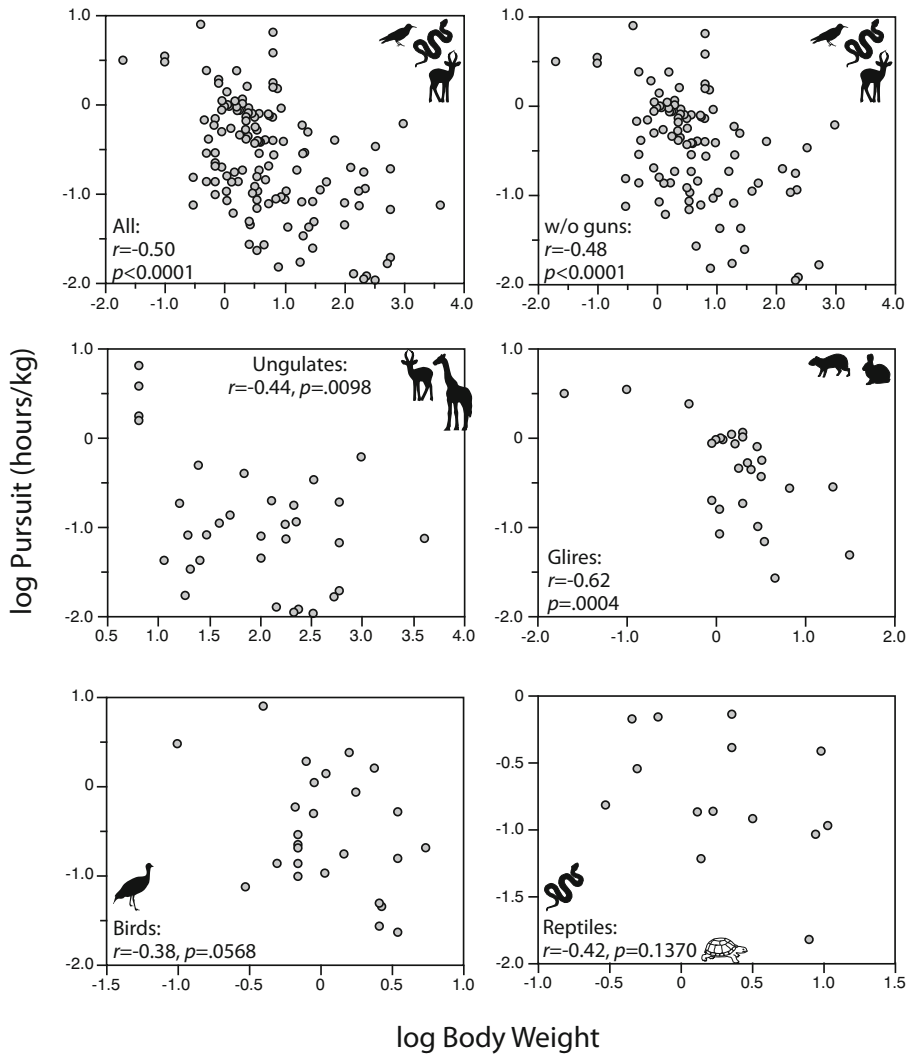 log Pursuit (hours/kg)
1.0
0
-1.0
-2.0
-2.0 -1.0 0.0 1.0 2.0 3.0 4.0
All:
r=-0.50
p<0.0001
1.0
0
-1.0
-2.0
-2.0 -1.0 0.0 1.0 2.0 3.0 4.0
w/o guns:
r=-0.48
p<0.0001
1.0
0
-1.0
-2.0
0.5 1.0 1.5 2.0 2.5 3.0 3.5 4.0
Ungulates:
r=-0.44, p=.0098
1.0
0
-1.0
-2.0
-2.0 -1.0 0 1.0 2.0
Glires:
r=-0.62
p=.0004
1.0
0
-1.0
-2.0
-1.5 -1.0 -0.5 0 0.5 1.0
Birds:
r=-0.38, p=.0568
0
-0.5
-1.0
-1.5
-2.0
-1.0 -0.5 0 0.5 1.0 1.5
Reptiles:
r=-0.42, p=0.1370
log Body Weight